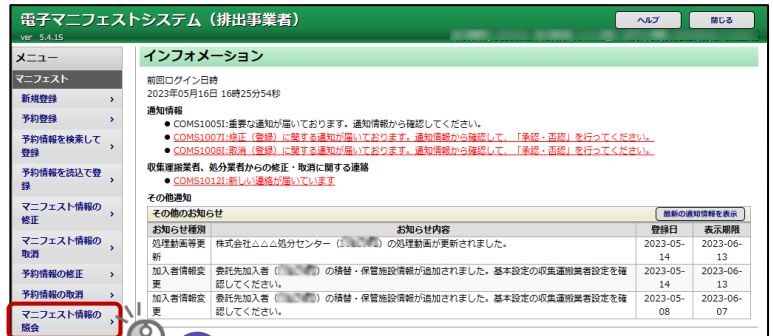 電子マニフェストシステム（排出事業者）
ver 5.4.1S
ヘルプ
閉じる
メニュー
マニフェスト
新規登録
予約登録
予約情報を検索して
登録
予約情報を読込で登
録
マニフェスト情報の
修正
マニフェスト情報の
取消
予約情報の修正
予約情報の取消
マニフェスト情報の
照会
インフォメーション
前回ログイン日時
2023年05月16日 16時25分54秒
通知情報
COMS1005I:重要な通知が届いております。通知情報から確認してください。
COMS1007I:修正（登録）に関する通知が届いております。通知情報から確認して、「承認・否認」を行ってください。
COMS1008I:取消（登録）に関する通知が届いております。通知情報から確認して、「承認・否認」を行ってください。
収集運搬業者、処分業者からの修正・取消に関する連絡
COMS1012I:新しい連絡が届いています
その他通知
その他のお知らせ
最新の通知情報を表示
お知らせ種別 お知らせ内容 登録日 表示期限
処理動画等更 株式会社△△△処分センター（ ）の処理動画が更新されました。 2023-05- 2023-06-
新 14 13
加入者情報変 委託先加入者（ ）の積替・保管施設情報が追加されました。基本設定の収集運搬業者設定を確 2023-05- 2023-06-
更 認してください。 14 13
加入者情報変 委託先加入者（ ）の積替・保管施設情報が追加されました。基本設定の収集運搬業者設定を確 2023-05- 2023-06-
更 認してください。 08 07